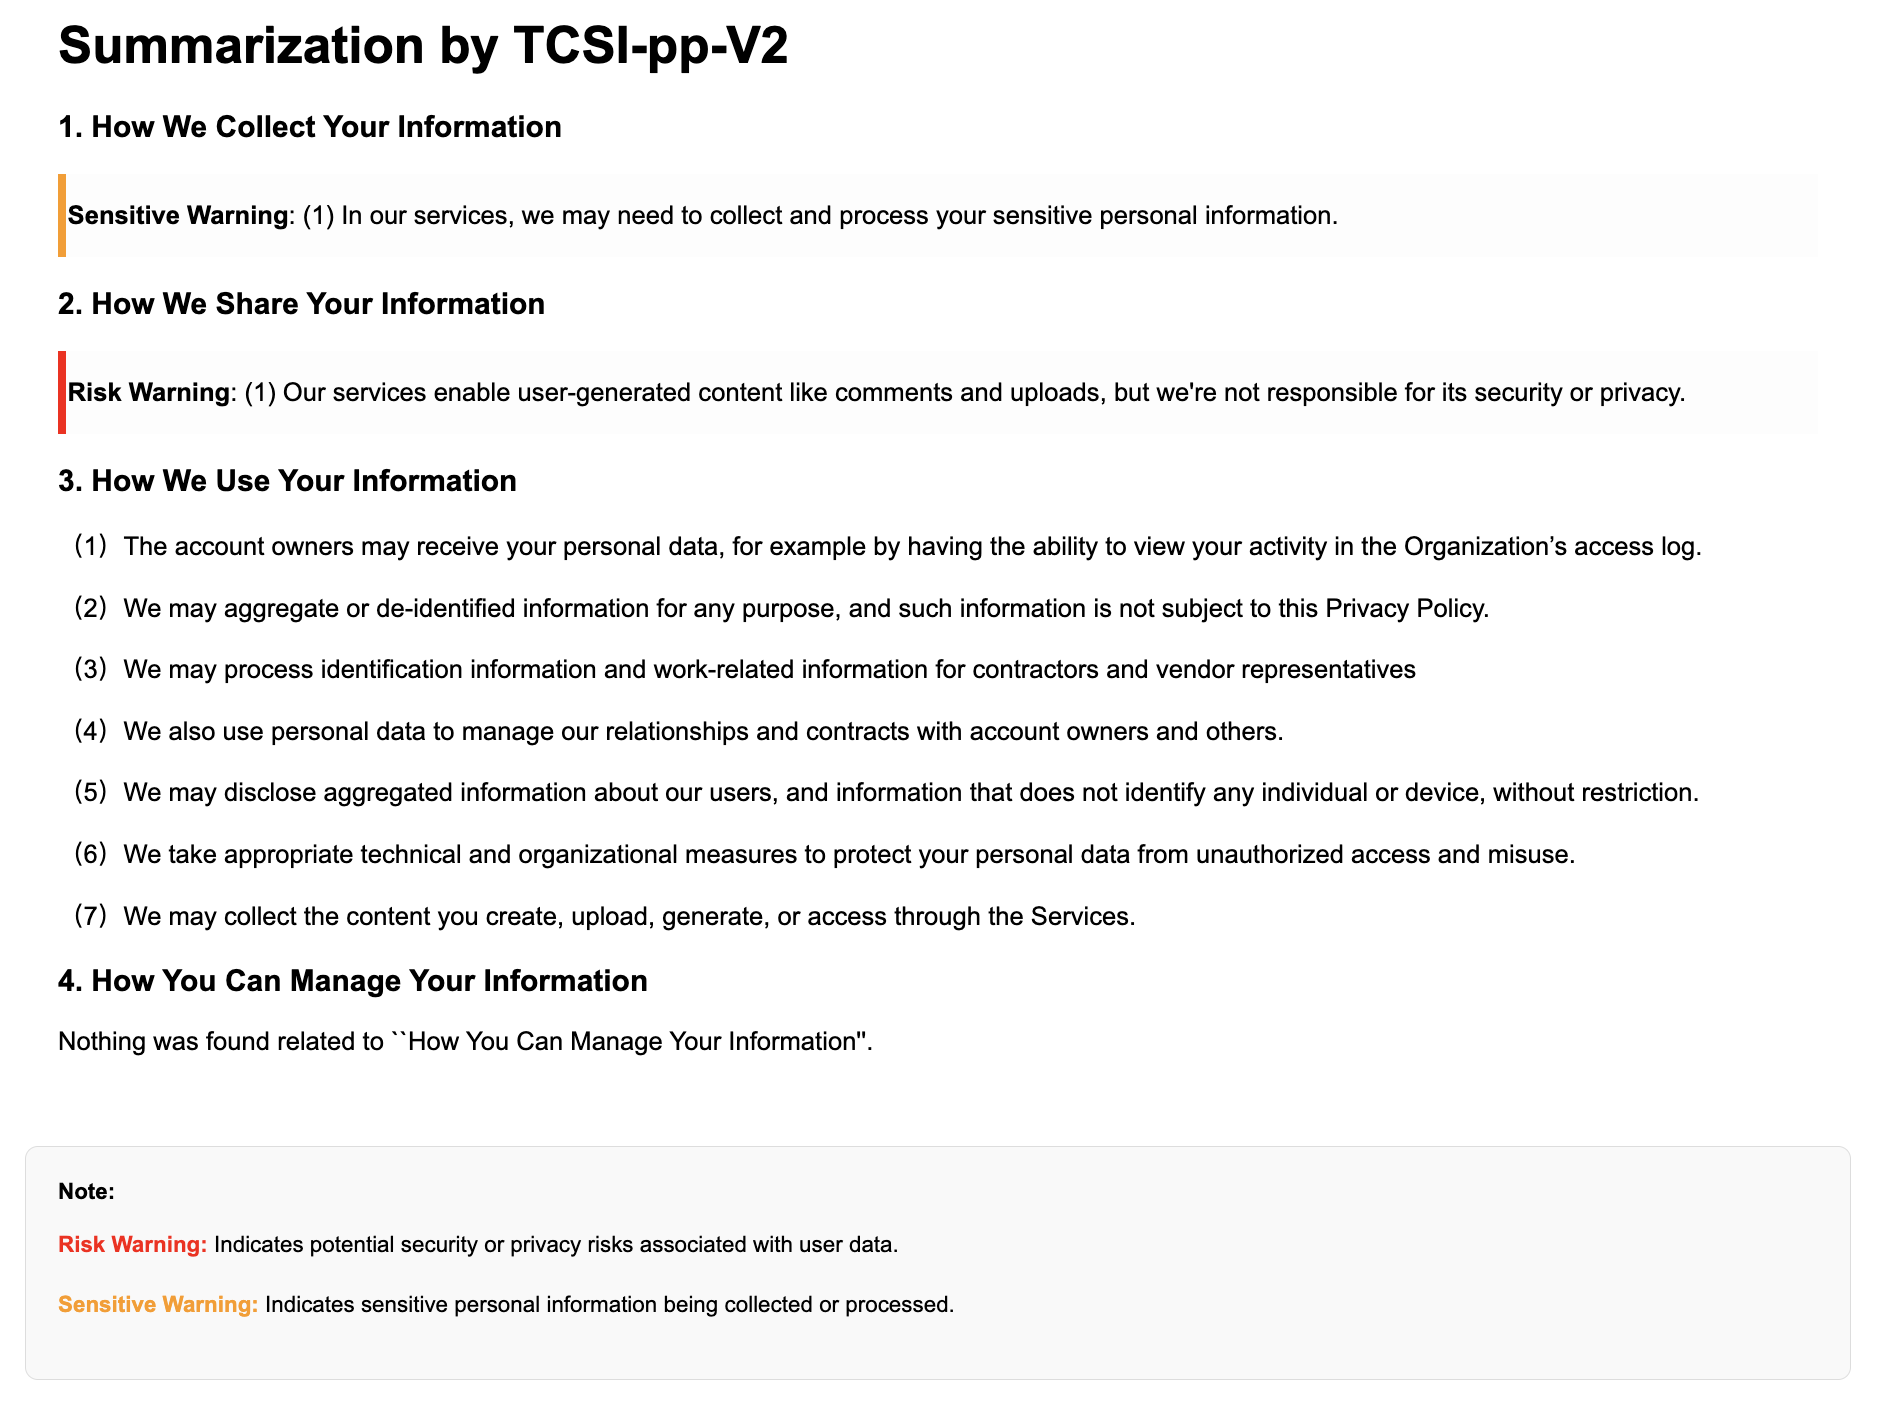 Summarization by TCSI-pp-V2
1. How We Collect Your Information
Sensitive Warning: (1) In our services, we may need to collect and process your sensitive personal information.
2. How We Share Your Information
Risk Warning: (1) Our services enable user-generated content like comments and uploads, but we're not responsible for its security or privacy.
3. How We Use Your Information
(1) The account owners may receive your personal data, for example by having the ability to view your activity in the Organization’s access log.
(2) We may aggregate or de-identified information for any purpose, and such information is not subject to this Privacy Policy.
(3) We may process identification information and work-related information for contractors and vendor representatives
(4) We also use personal data to manage our relationships and contracts with account owners and others.
(5) We may disclose aggregated information about our users, and information that does not identify any individual or device, without restriction.
(6) We take appropriate technical and organizational measures to protect your personal data from unauthorized access and misuse.
(7) We may collect the content you create, upload, generate, or access through the Services.
4. How You Can Manage Your Information
Nothing was found related to ``How You Can Manage Your Information''.
Note:
Risk Warning: Indicates potential security or privacy risks associated with user data.
Sensitive Warning: Indicates sensitive personal information being collected or processed.